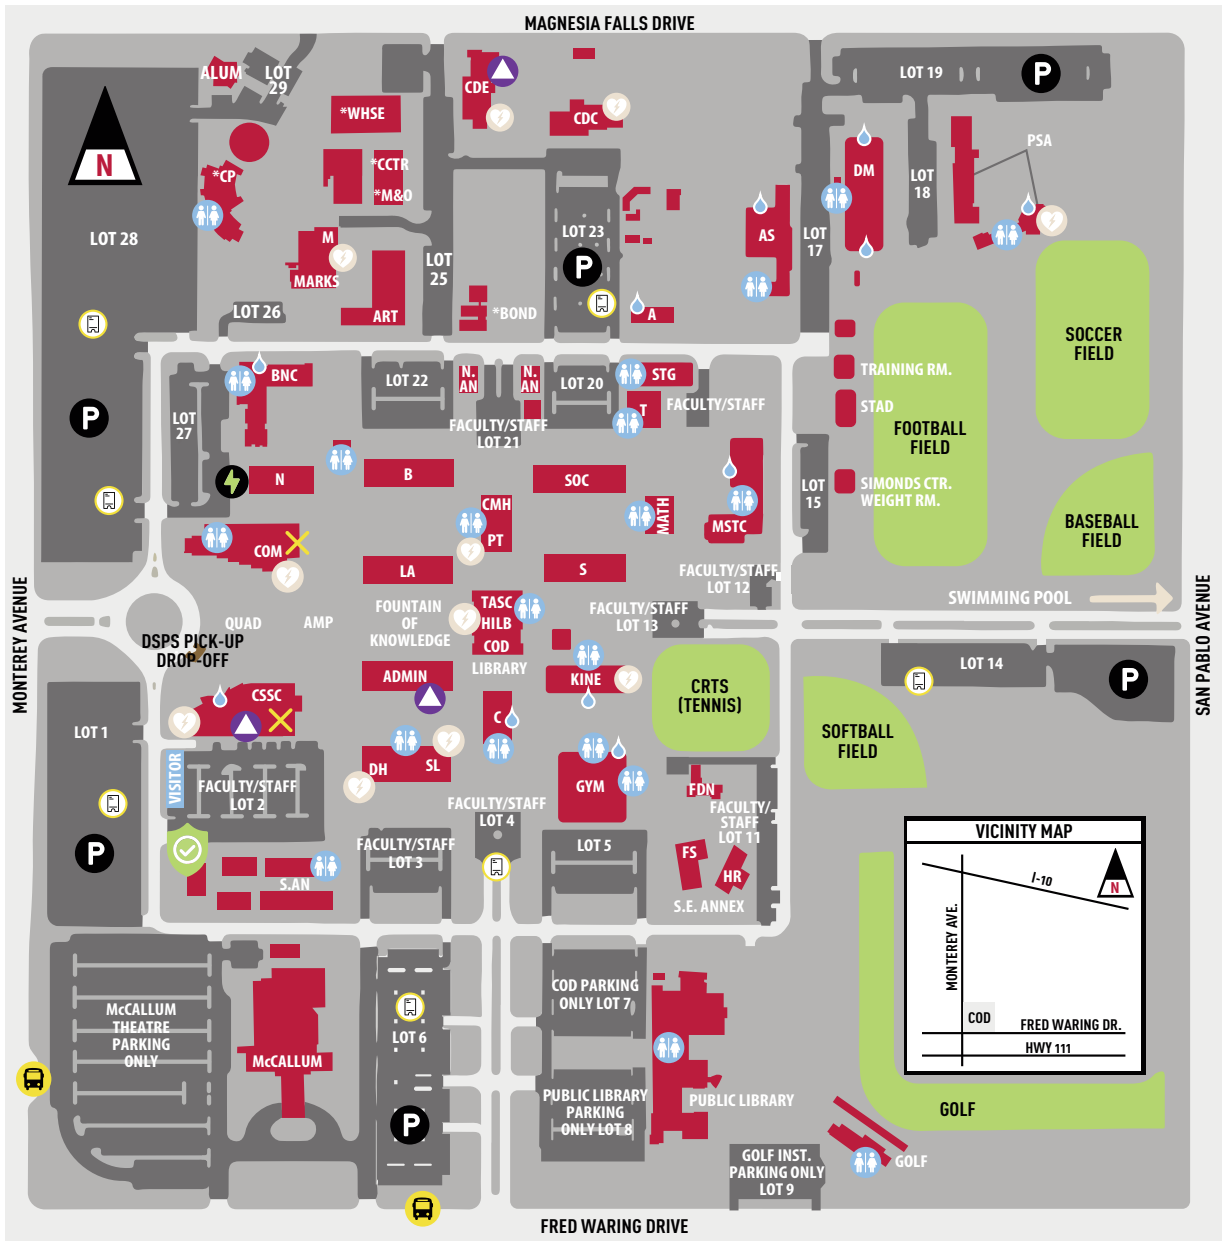 MAGNESIA FALLS DRIVE
ALUM
LOT
29
N
*WHSE
CDE
CDC
LOT 19
P
PSA
*CP
*CCTR
*M&O
DM
LOT
18
LOT 28
M
MARKS
LOT
25
LOT 23
P
AS
LOT
17
LOT 26
ART
*BOND
A
SOCCER
FIELD
BNC
LOT 22
N.
AN
N.
AN
LOT 20
STG
TRAINING RM.
P
LOT
27
FACULTY/STAFF
LOT 21
T
FACULTY/STAFF
STAD
FOOTBALL
FIELD
N
B
SOC
LOT
15
SIMONDS CTR.
WEIGHT RM.
CMH
PT
MATH
MSTC
BASEBALL
FIELD
COM
LA
S
FACULTY/STAFF
LOT 12
SWIMMING POOL
MONTEREY AVENUE
SAN PABLO AVENUE
QUAD
AMP
FOUNTAIN
OF
KNOWLEDGE
TASC
HILB
COD
LIBRARY
FACULTY/STAFF
LOT 13
DSPS PICK-UP
DROP-OFF
ADMIN
KINE
CRTS
(TENNIS)
LOT 14
P
LOT 1
CSSC
C
SOFTBALL
FIELD
VISITOR
FACULTY/STAFF
LOT 2
DH
SL
GYM
FDN
FACULTY/STAFF
LOT 4
FACULTY/
STAFF
LOT 11
P
S.AN
FACULTY/STAFF
LOT 3
LOT 5
FS
HR
S.E. ANNEX
VICINITY MAP
I-10
N
MONTEREY AVE.
COD
FRED WARING DR.
HWY 111
McCALLUM
THEATRE
PARKING
ONLY
McCALLUM
LOT 6
P
COD PARKING
ONLY LOT 7
PUBLIC LIBRARY
PARKING
ONLY LOT 8
PUBLIC LIBRARY
GOLF
GOLF INST.
PARKING ONLY
LOT 9
GOLF
FRED WARING DRIVE